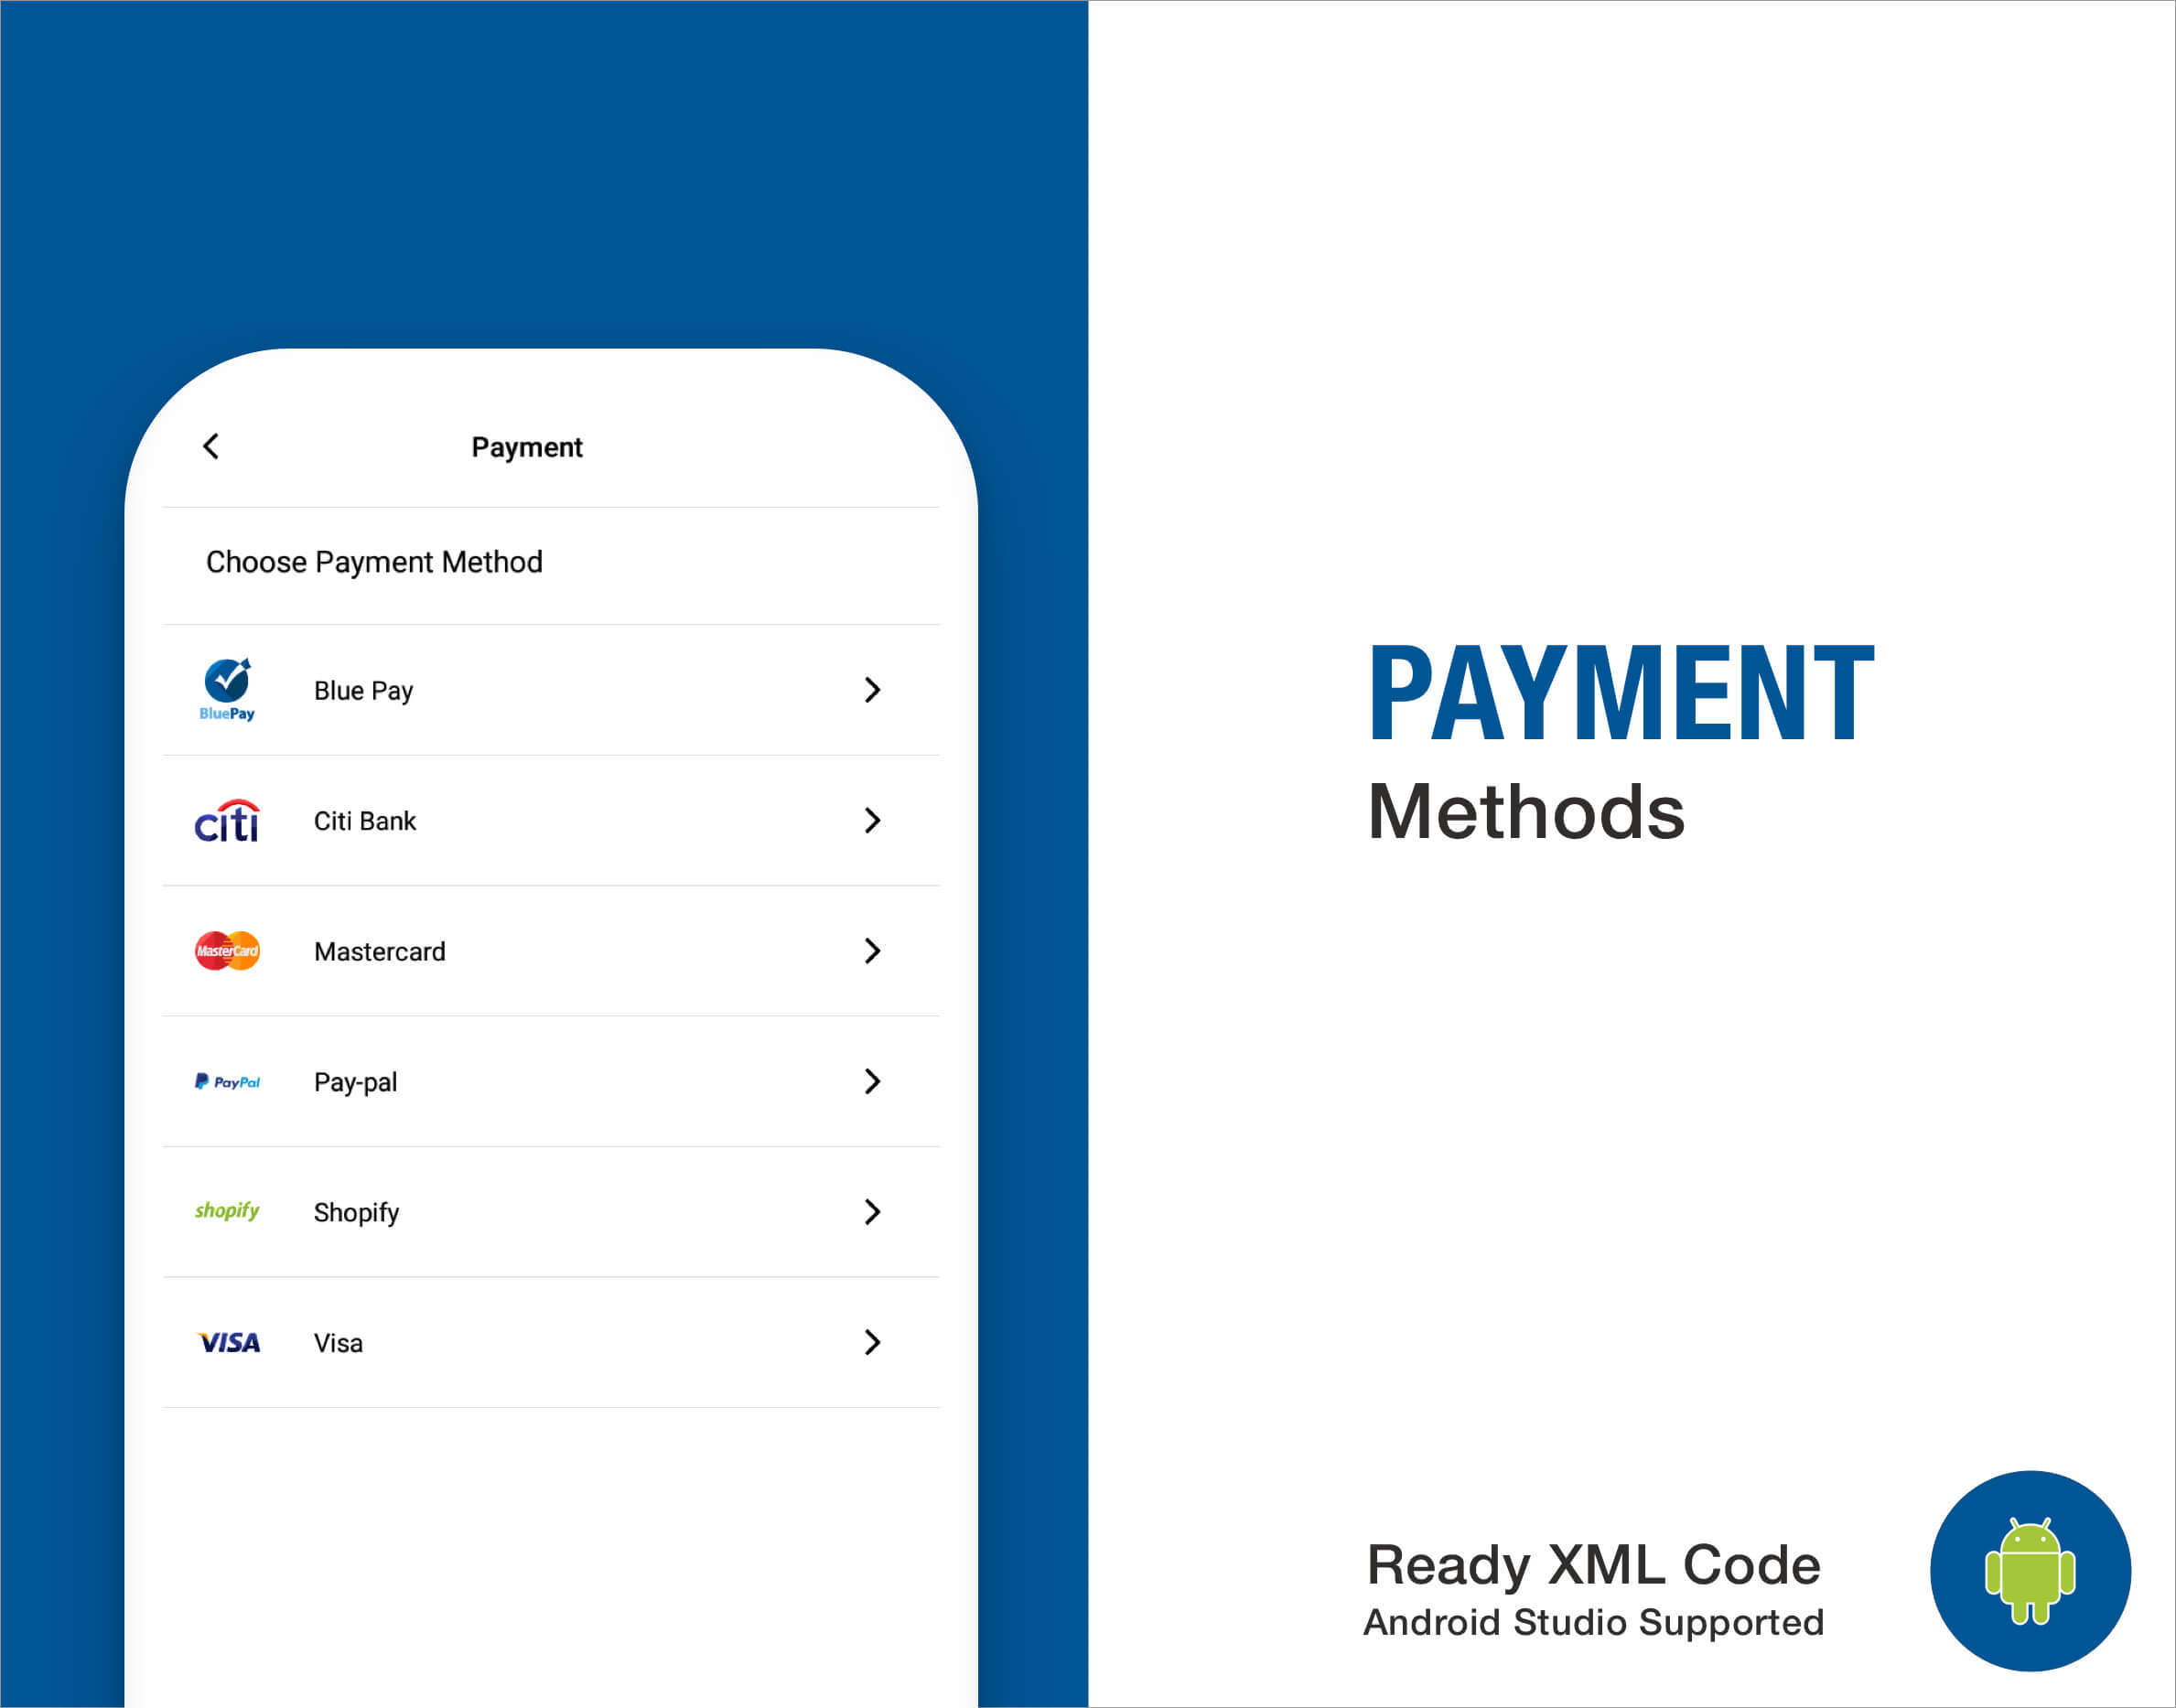 Payment
Choose Payment Method
BluePay
Blue Pay
citi
Citi Bank
MasterCard
Mastercard
PayPal
Pay-pal
shopify
Shopify
VISA
Visa
PAYMENT
Methods
Ready XML Code
Android Studio Supported